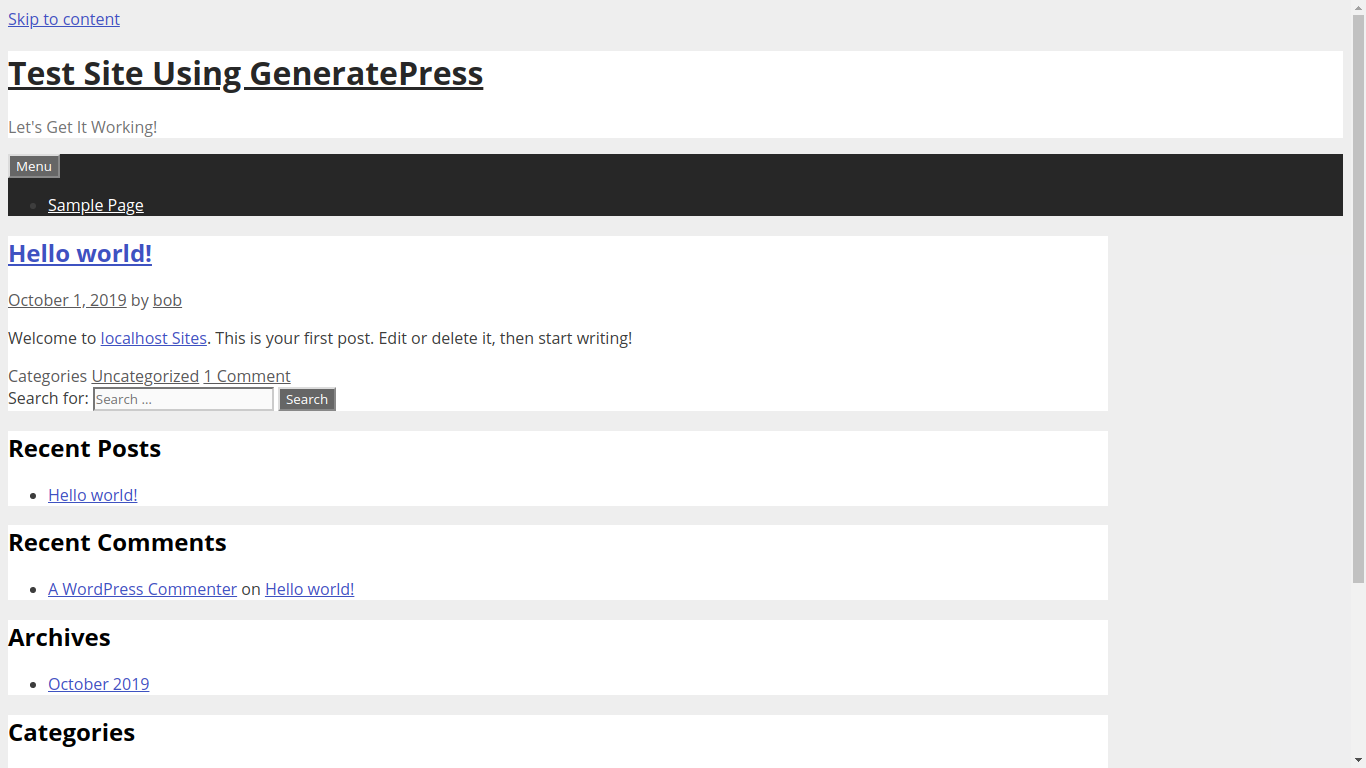 Skip to content
Test Site Using GeneratePress
Let's Get It Working!
Menu
Sample Page
Hello world!
October 1, 2019 by bob
Welcome to localhost Sites. This is your first post. Edit or delete it, then start writing!
Categories Uncategorized 1 Comment
Search for: Search … Search
Recent Posts
Hello world!
Recent Comments
A WordPress Commenter on Hello world!
Archives
October 2019
Categories